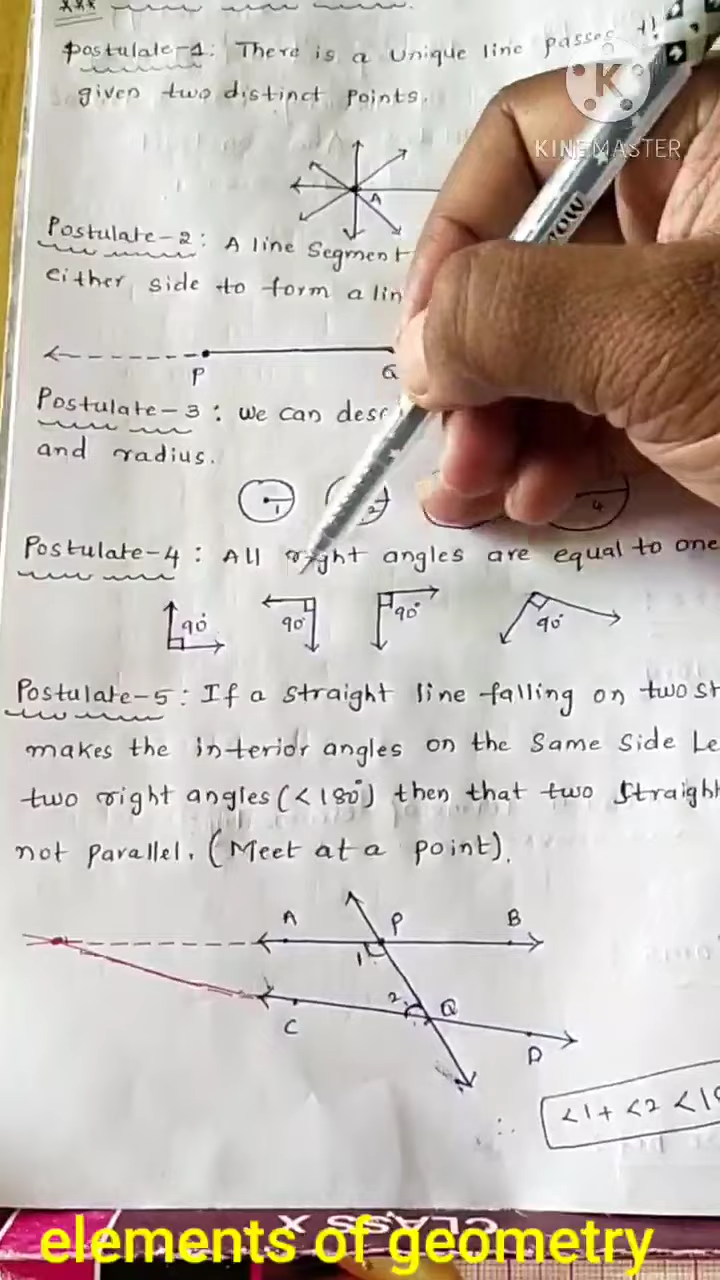 Postulate-1: There is a unique line passes
given two distinct Points.
KINEMASTER
A
Postulate-2: A line Segment
either side to form a lin
P Q
Postulate-3: we can desc
and radius.
1 2 4
Postulate-4: All right angles are equal to one
90° 90° 90° 90°
Postulate-5: If a straight line falling on two st
makes the interior angles on the Same Side Le
two right angles (<180°) then that two straight
not parallel. (Meet at a point).
A P B
1
2 Q
C
D
∴ <1+<2 <18
CLASS X
elements of geometry